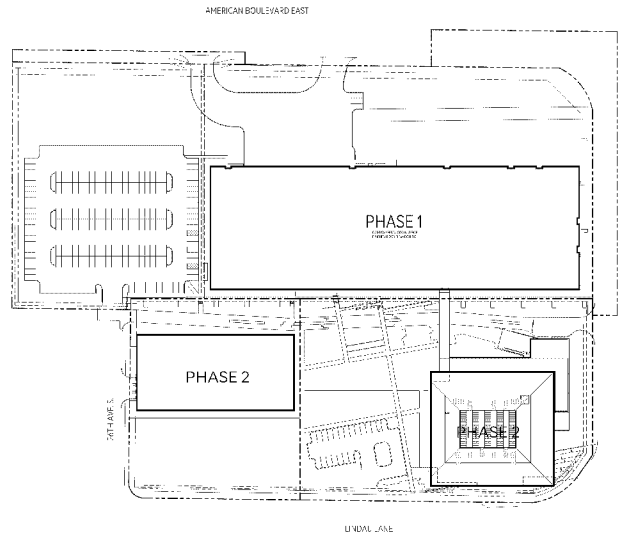 AMERICAN BOULEVARD EAST
PHASE 1
PHASE 2
PHASE 2
LINDAU LANE